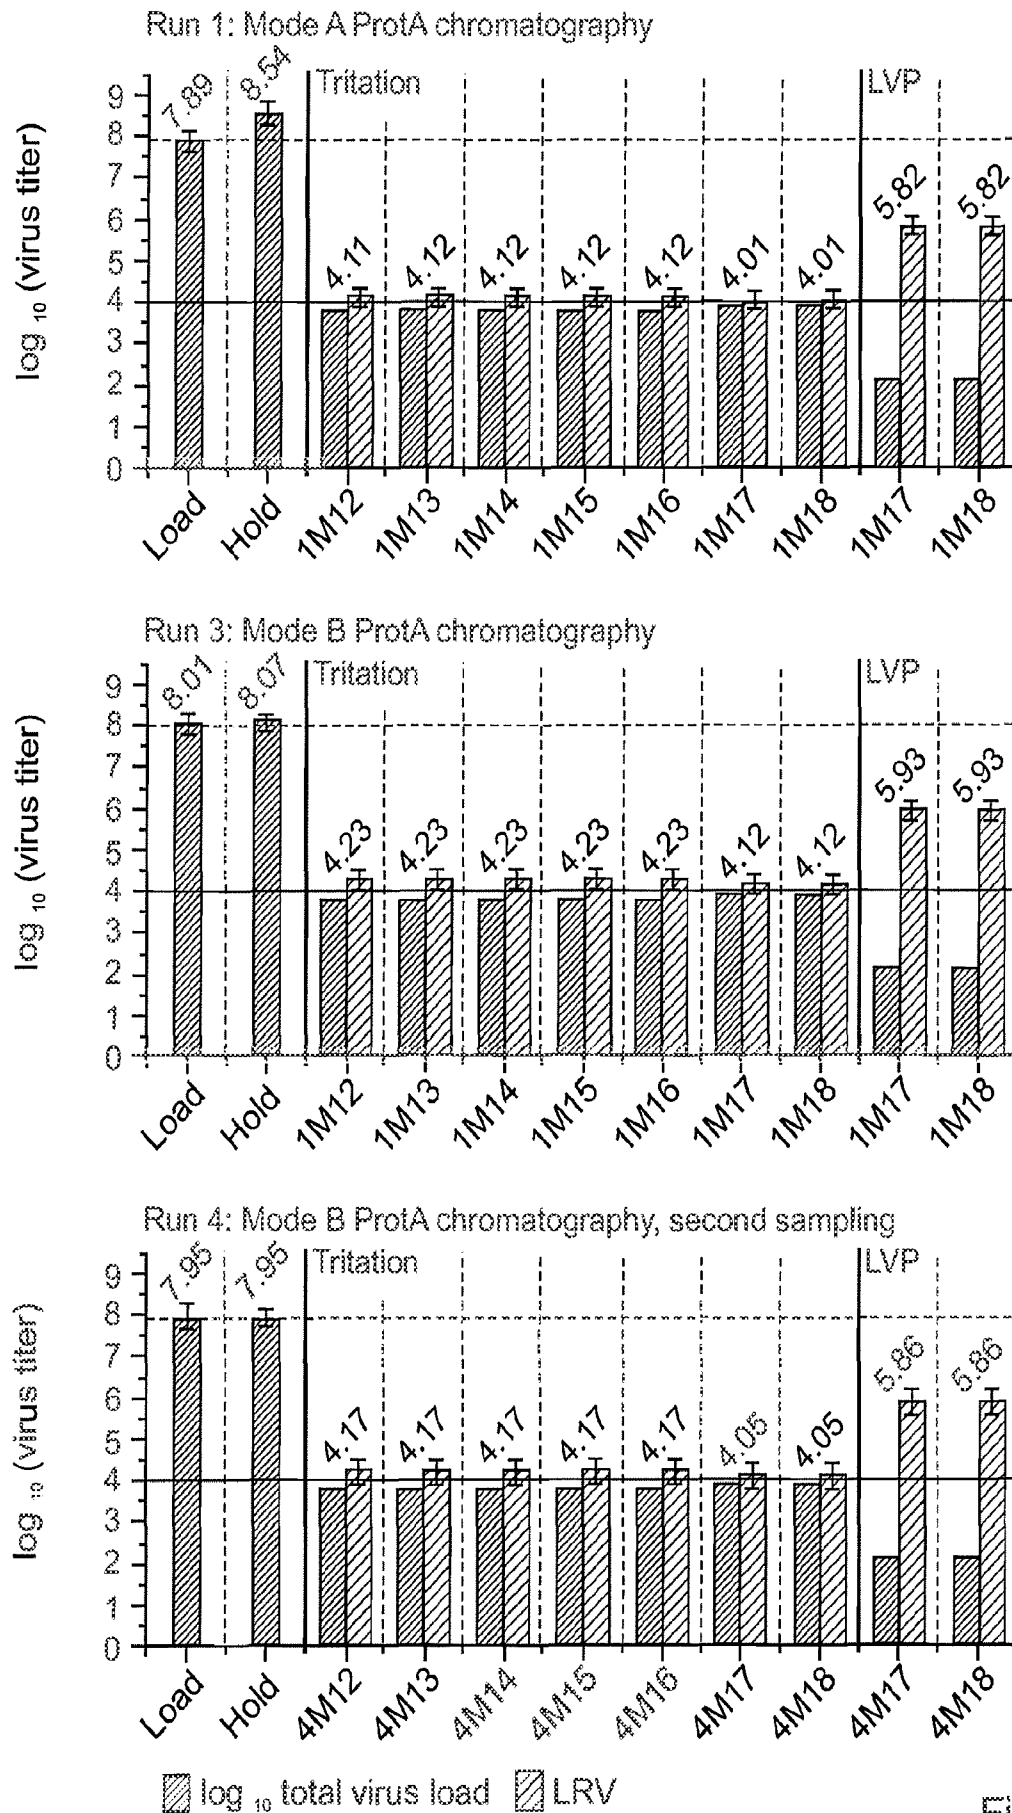 Run 1: Mode A ProtA chromatography
7.89 8.54 Tritation LVP
4.11 4.12 4.12 4.12 4.12 4.01 4.01 5.82 5.82
log 10 (virus titer)
9
8
7
6
5
4
3
2
1
0
Load Hold 1M12 1M13 1M14 1M15 1M16 1M17 1M18 1M17 1M18
Run 3: Mode B ProtA chromatography
8.01 8.07 Tritation LVP
4.23 4.23 4.23 4.23 4.23 4.12 4.12 5.93 5.93
log 10 (virus titer)
9
8
7
6
5
4
3
2
1
0
Load Hold 1M12 1M13 1M14 1M15 1M16 1M17 1M18 1M17 1M18
Run 4: Mode B ProtA chromatography, second sampling
7.95 7.95 Tritation LVP
4.17 4.17 4.17 4.17 4.17 4.05 4.05 5.86 5.86
log 10 (virus titer)
9
8
7
6
5
4
3
2
1
0
Load Hold 4M12 4M13 4M14 4M15 4M16 4M17 4M18 4M17 4M18
log 10 total virus load LRV